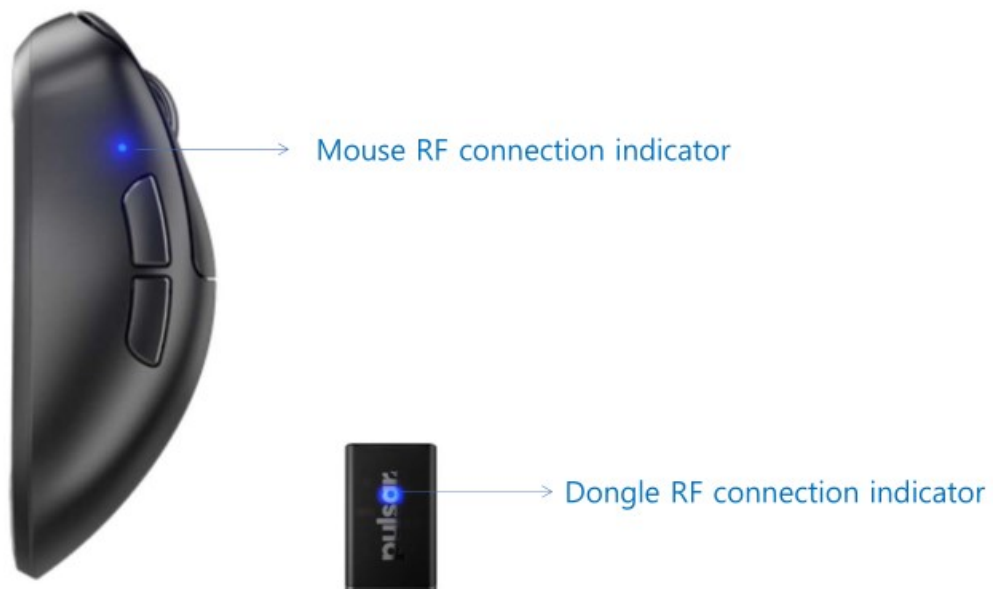 Mouse RF connection indicator
pulsar
Dongle RF connection indicator